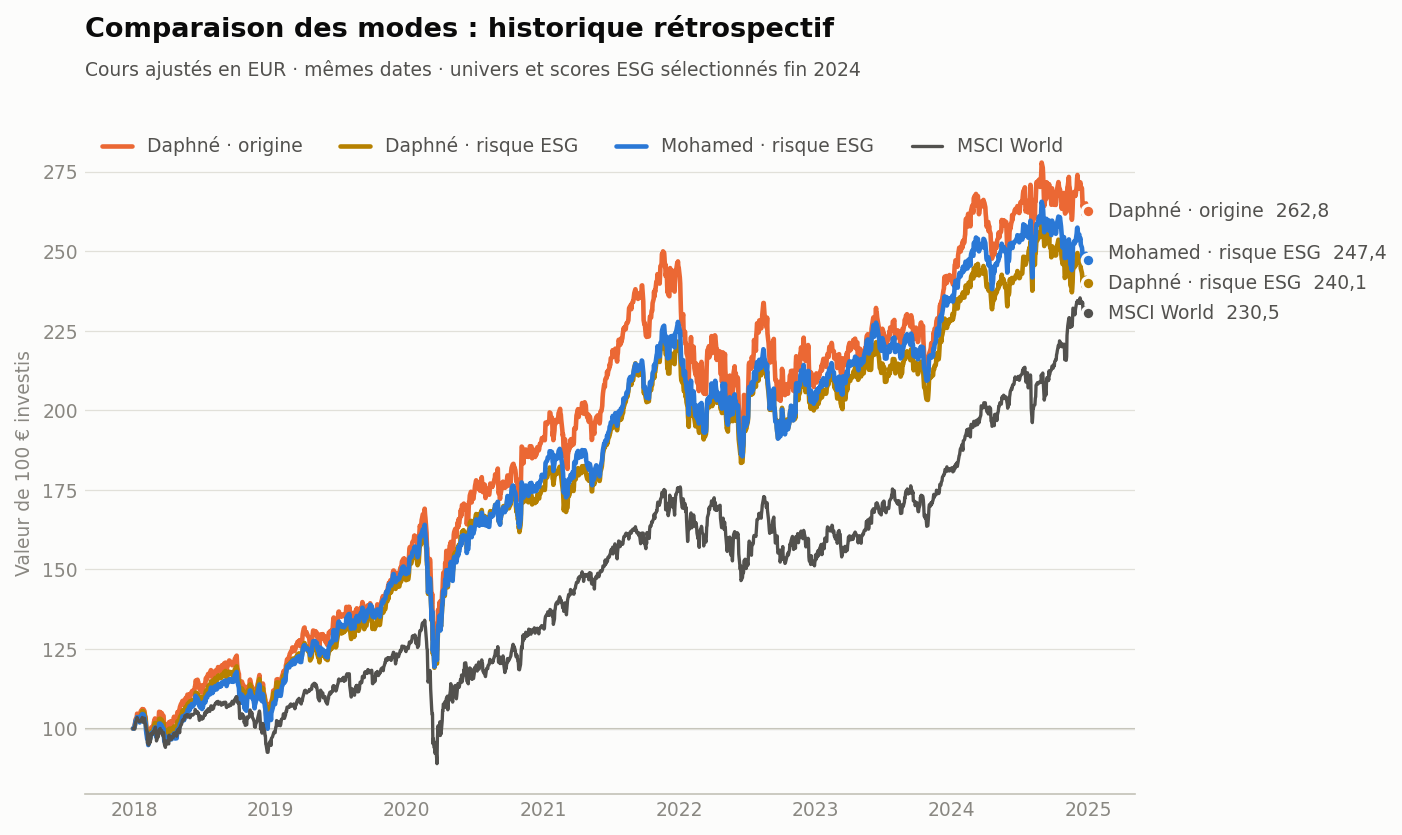 Comparaison des modes : historique rétrospectif
Cours ajustés en EUR · mêmes dates · univers et scores ESG sélectionnés fin 2024
Daphné · origine
Daphné · risque ESG
Mohamed · risque ESG
MSCI World
Valeur de 100 € investis
275
250
225
200
175
150
125
100
Daphné · origine 262,8
Mohamed · risque ESG 247,4
Daphné · risque ESG 240,1
MSCI World 230,5
2018
2019
2020
2021
2022
2023
2024
2025